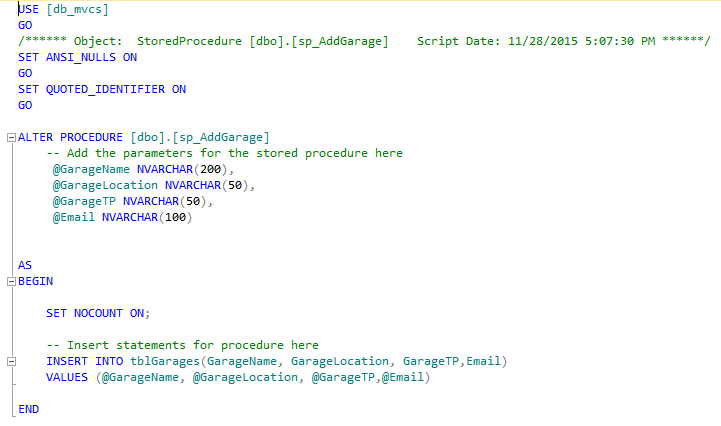 USE [db_mvcs]
GO
/****** Object:  StoredProcedure [dbo].[sp_AddGarage]    Script Date: 11/28/2015 5:07:30 PM ******/
SET ANSI_NULLS ON
GO
SET QUOTED_IDENTIFIER ON
GO
ALTER PROCEDURE [dbo].[sp_AddGarage]
-- Add the parameters for the stored procedure here
@GarageName NVARCHAR(200),
@GarageLocation NVARCHAR(50),
@GarageTP NVARCHAR(50),
@Email NVARCHAR(100)
AS
BEGIN
SET NOCOUNT ON;
-- Insert statements for procedure here
INSERT INTO tblGarages(GarageName, GarageLocation, GarageTP,Email)
VALUES (@GarageName, @GarageLocation, @GarageTP,@Email)
END